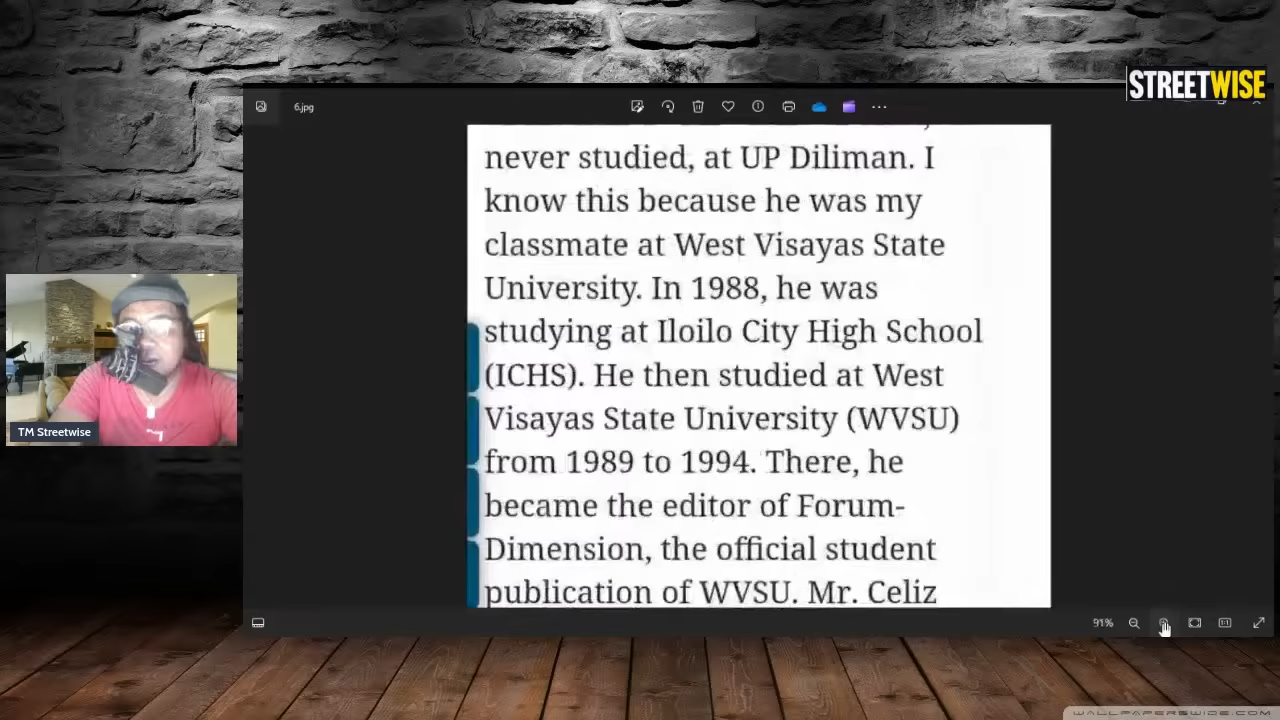 STREETWISE
6.jpg
never studied, at UP Diliman. I
know this because he was my
classmate at West Visayas State
University. In 1988, he was
studying at Iloilo City High School
(ICHS). He then studied at West
Visayas State University (WVSU)
from 1989 to 1994. There, he
became the editor of Forum-
Dimension, the official student
publication of WVSU. Mr. Celiz
TM Streetwise
91%
WALLPAPERSWIDE.COM